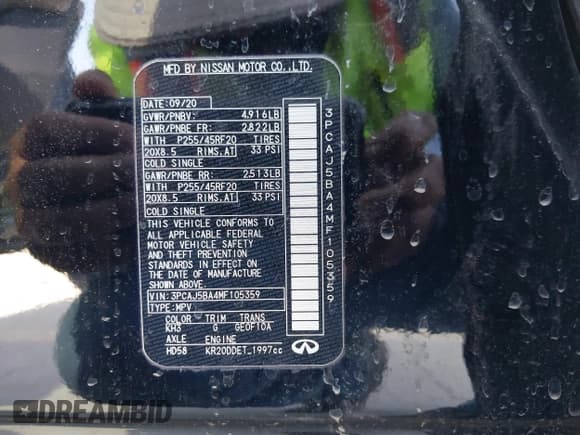 MFD BY NISSAN MOTOR CO.,LTD.
DATE: 09/20
GVWR/PNBV: 4,916LB
GAWR/PNBE FR: 2,822LB
WITH P255/45RF20 TIRES
20X8.5 RIMS,AT 33 PSI
COLD SINGLE
GAWR/PNBE RR: 2,513LB
WITH P255/45RF20 TIRES
20X8.5 RIMS,AT 33 PSI
COLD SINGLE
THIS VEHICLE CONFORMS TO
ALL APPLICABLE FEDERAL
MOTOR VEHICLE SAFETY
AND THEFT PREVENTION
STANDARDS IN EFFECT ON
THE DATE OF MANUFACTURE
SHOWN ABOVE.
VIN: 3PCAJ5BA4MF105359
TYPE: MPV
COLOR TRIM TRANS
KH3 G GE0F10A
AXLE ENGINE
HD58 KR20DDET 1997cc
3PCAJ5BA4MF105359
DREAMBID